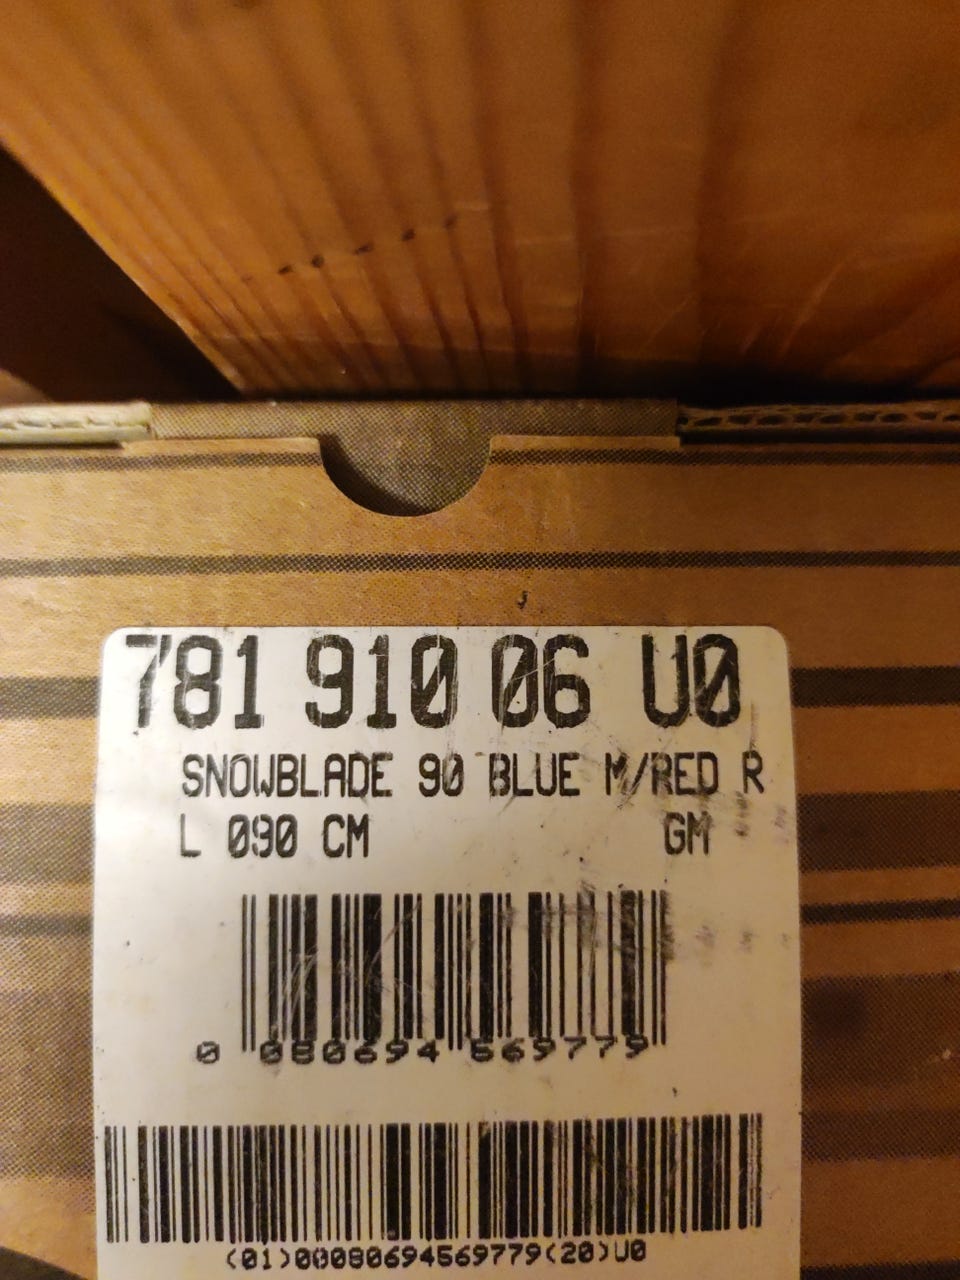 781 910 06 U0
SNOWBLADE 90 BLUE M/RED R
L 090 CM GM
0 080694 569779
(01)00080694569779(20)U0